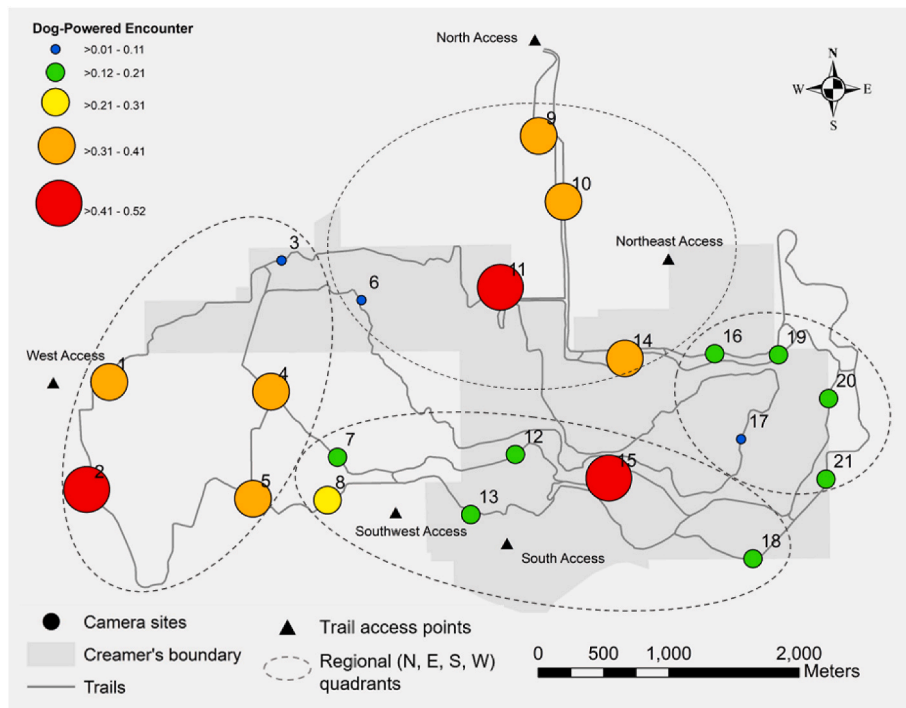 Dog-Powered Encounter
>0.01 - 0.11
>0.12 - 0.21
>0.21 - 0.31
>0.31 - 0.41
>0.41 - 0.52
North Access
N
W E
S
9
10
Northeast Access
3
6
11
West Access
1
4
14
16
19
20
17
7
12
2
5
8
15
21
13
Southwest Access
South Access
18
Camera sites
Creamer's boundary
Trails
Trail access points
Regional (N, E, S, W)
quadrants
0 500 1,000 2,000
Meters